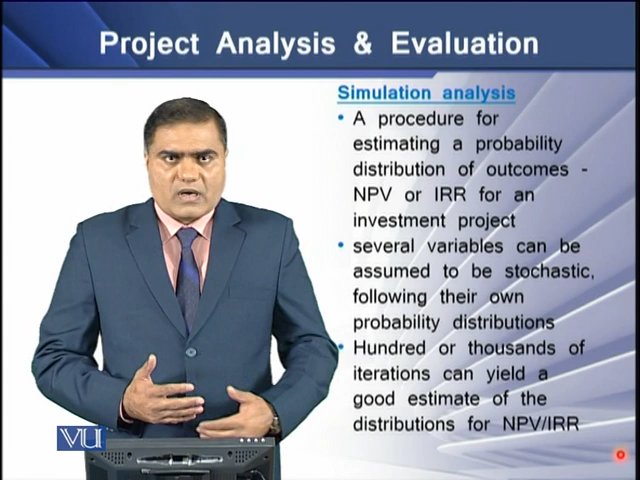 Project Analysis & Evaluation
Simulation analysis
• A procedure for
estimating a probability
distribution of outcomes -
NPV or IRR for an
investment project
• several variables can be
assumed to be stochastic,
following their own
probability distributions
• Hundred or thousands of
iterations can yield a
good estimate of the
distributions for NPV/IRR
VU